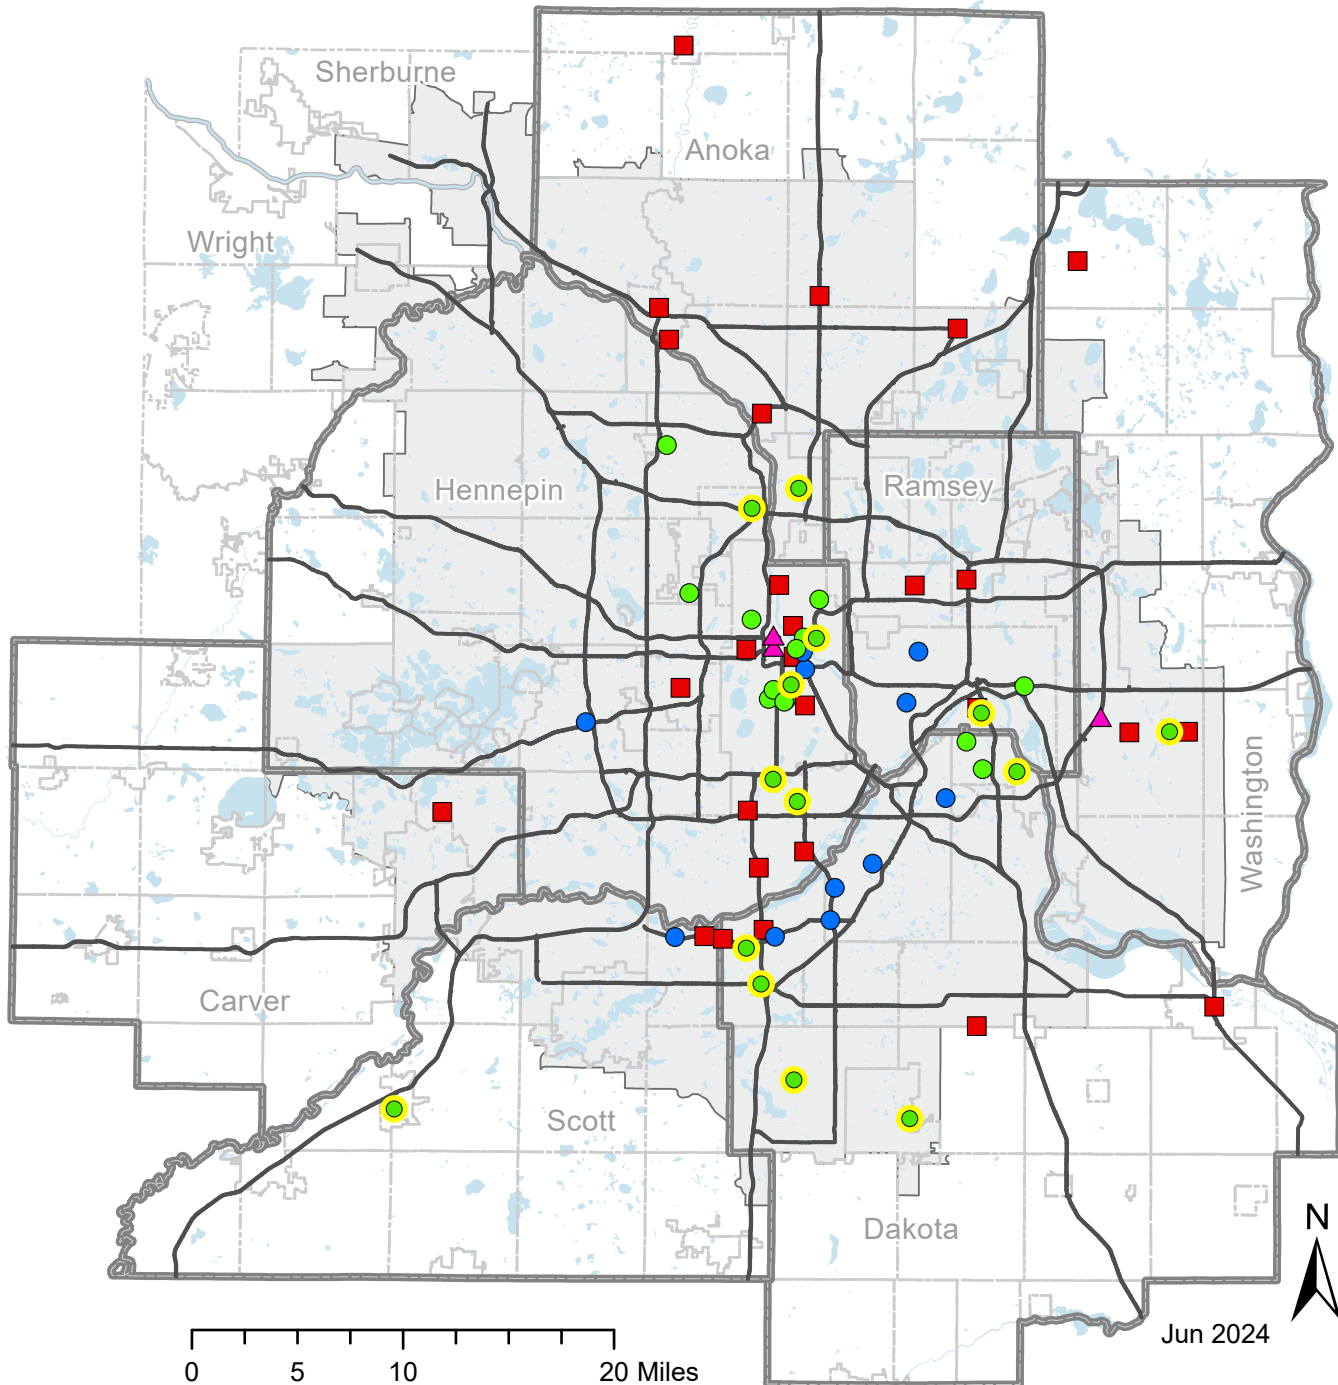 Sherburne
Anoka
Wright
Hennepin
Ramsey
Washington
Carver
Scott
Dakota
N
Jun 2024
0 5 10 20 Miles